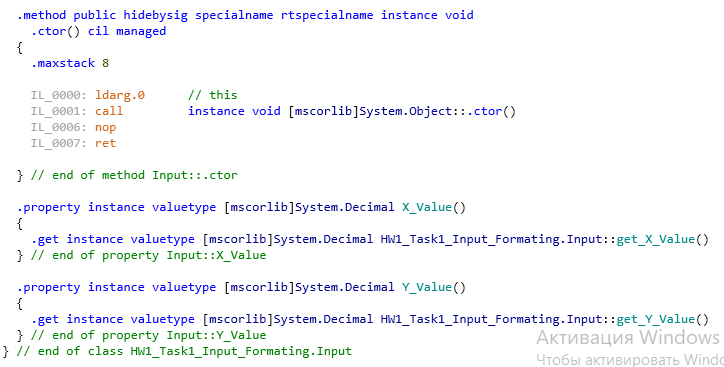 .method public hidebysig specialname rtspecialname instance void
.ctor() cil managed
{
.maxstack 8
IL_0000: ldarg.0 // this
IL_0001: call instance void [mscorlib]System.Object::.ctor()
IL_0006: nop
IL_0007: ret
} // end of method Input::.ctor
.property instance valuetype [mscorlib]System.Decimal X_Value()
{
.get instance valuetype [mscorlib]System.Decimal HW1_Task1_Input_Formating.Input::get_X_Value()
} // end of property Input::X_Value
.property instance valuetype [mscorlib]System.Decimal Y_Value()
{
.get instance valuetype [mscorlib]System.Decimal HW1_Task1_Input_Formating.Input::get_Y_Value()
} // end of property Input::Y_Value
} // end of class HW1_Task1_Input_Formating.Input
Активация Windows
Чтобы активировать Windo